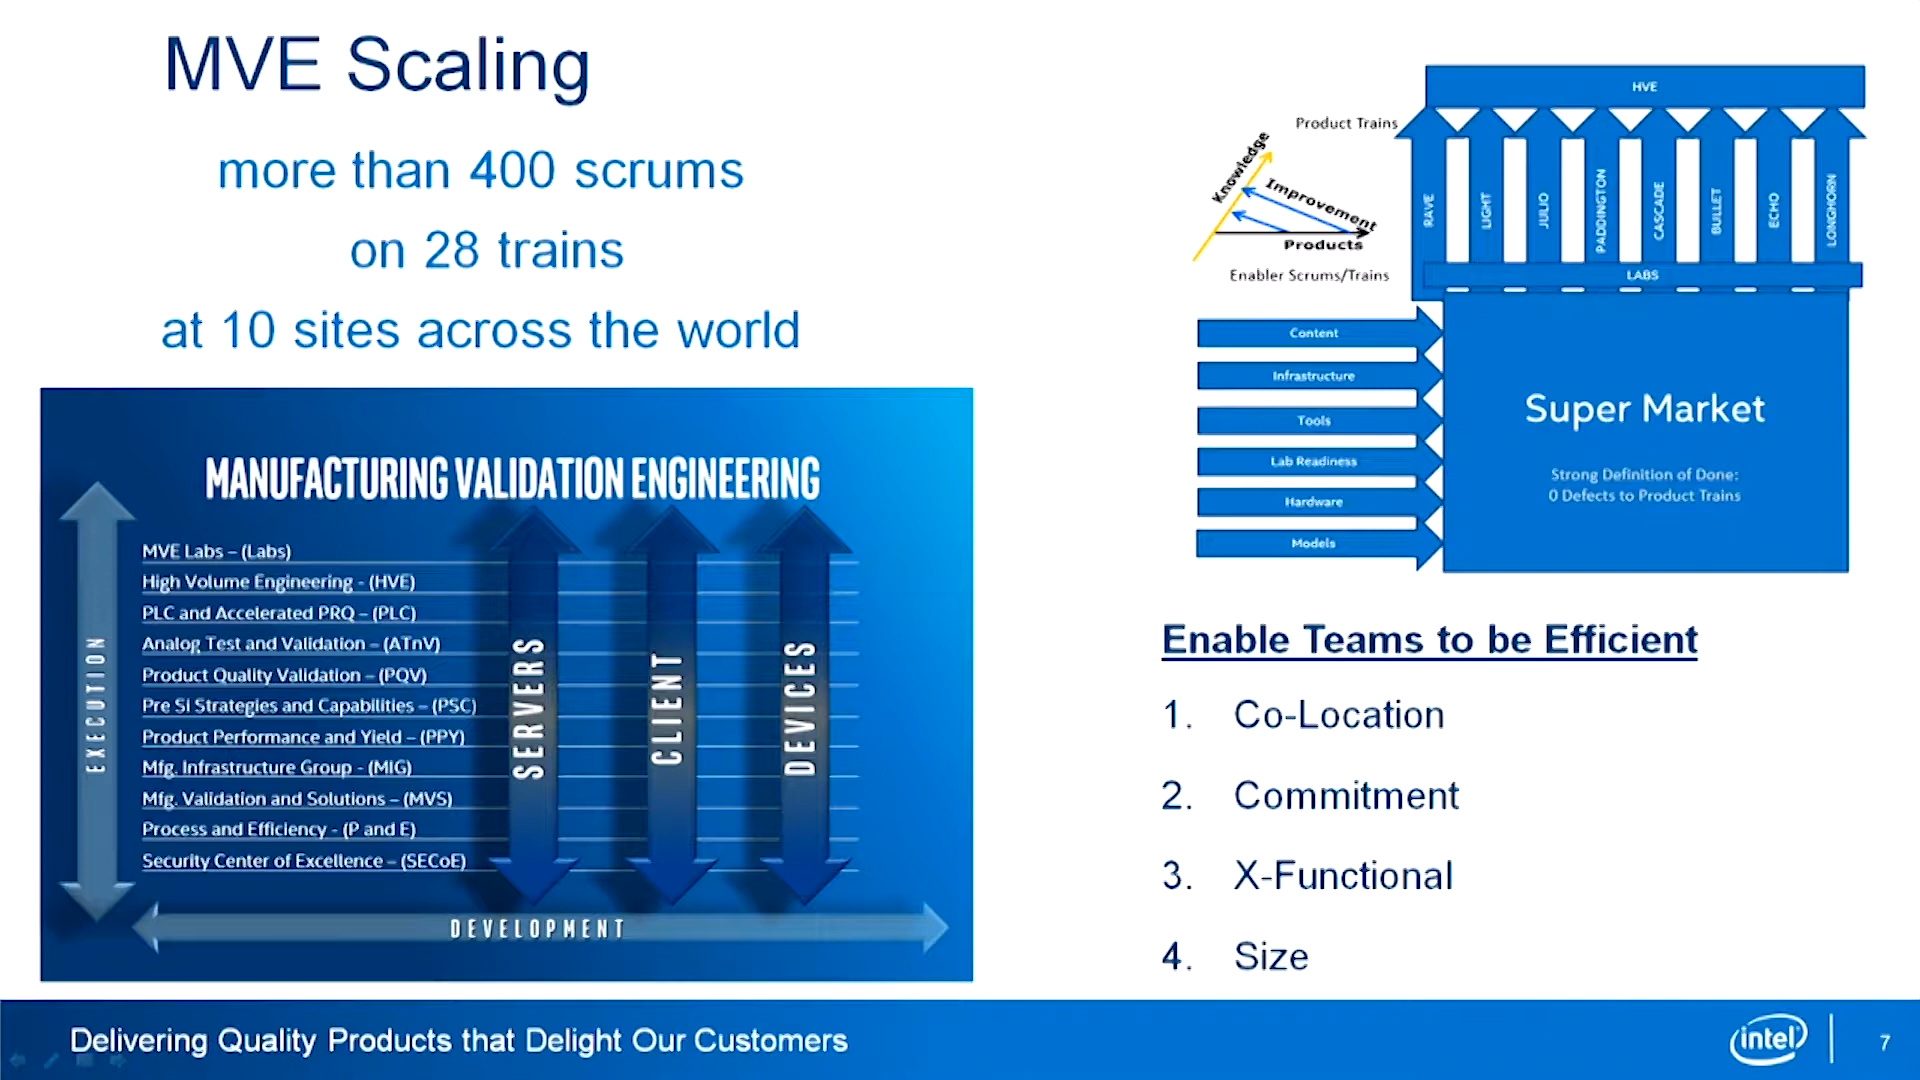 MVE Scaling
more than 400 scrums
on 28 trains
at 10 sites across the world
MANUFACTURING VALIDATION ENGINEERING
EXECUTION
MVE Labs – (Labs)
High Volume Engineering - (HVE)
PLC and Accelerated PRQ – (PLC)
Analog Test and Validation – (ATnV)
Product Quality Validation – (PQV)
Pre Si Strategies and Capabilities – (PSC)
Product Performance and Yield – (PPY)
Mfg. Infrastructure Group - (MIG)
Mfg. Validation and Solutions – (MVS)
Process and Efficiency - (P and E)
Security Center of Excellence – (SECoE)
SERVERS
CLIENT
DEVICES
DEVELOPMENT
HVE
Product Trains
Knowledge
Improvement
Products
Enabler Scrums/Trains
RAVE
LIGHT
JULIO
PADDINGTON
CASCADE
BULLET
ECHO
LONGHORN
LABS
Content
Infrastructure
Tools
Lab Readiness
Hardware
Models
Super Market
Strong Definition of Done:
0 Defects to Product Trains
Enable Teams to be Efficient
1. Co-Location
2. Commitment
3. X-Functional
4. Size
Delivering Quality Products that Delight Our Customers
intel
7